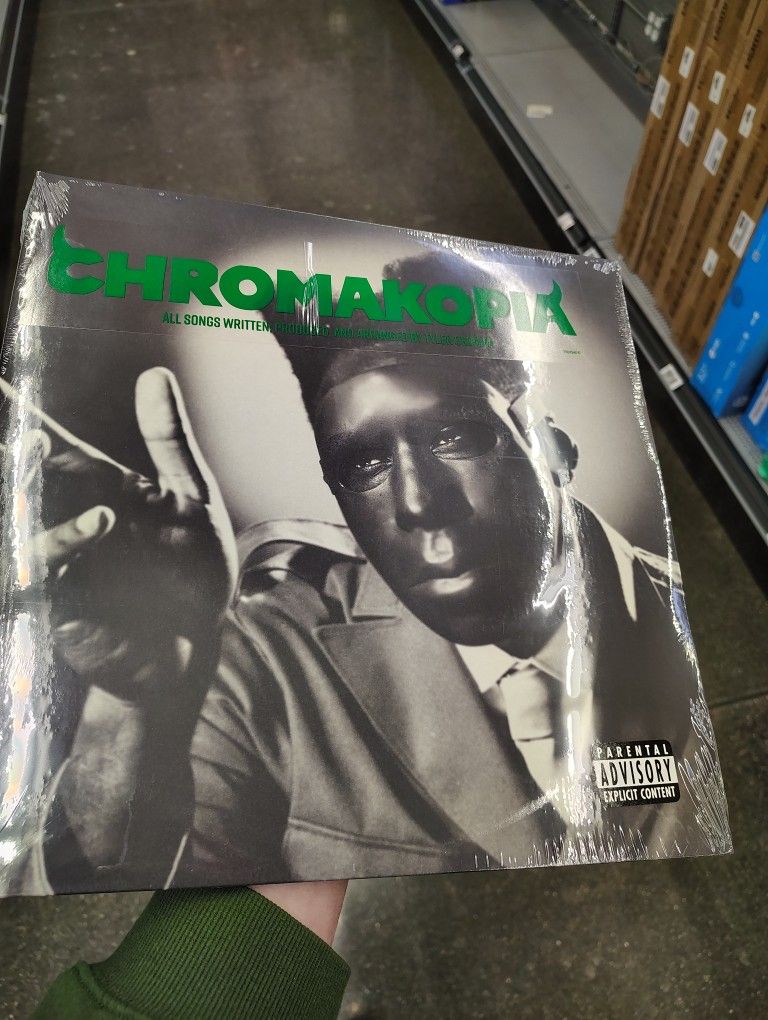 CHROMAKOPIA
ALL SONGS WRITTEN, PRODUCED AND ARRANGED BY TYLER OKONMA
PARENTAL
ADVISORY
EXPLICIT CONTENT